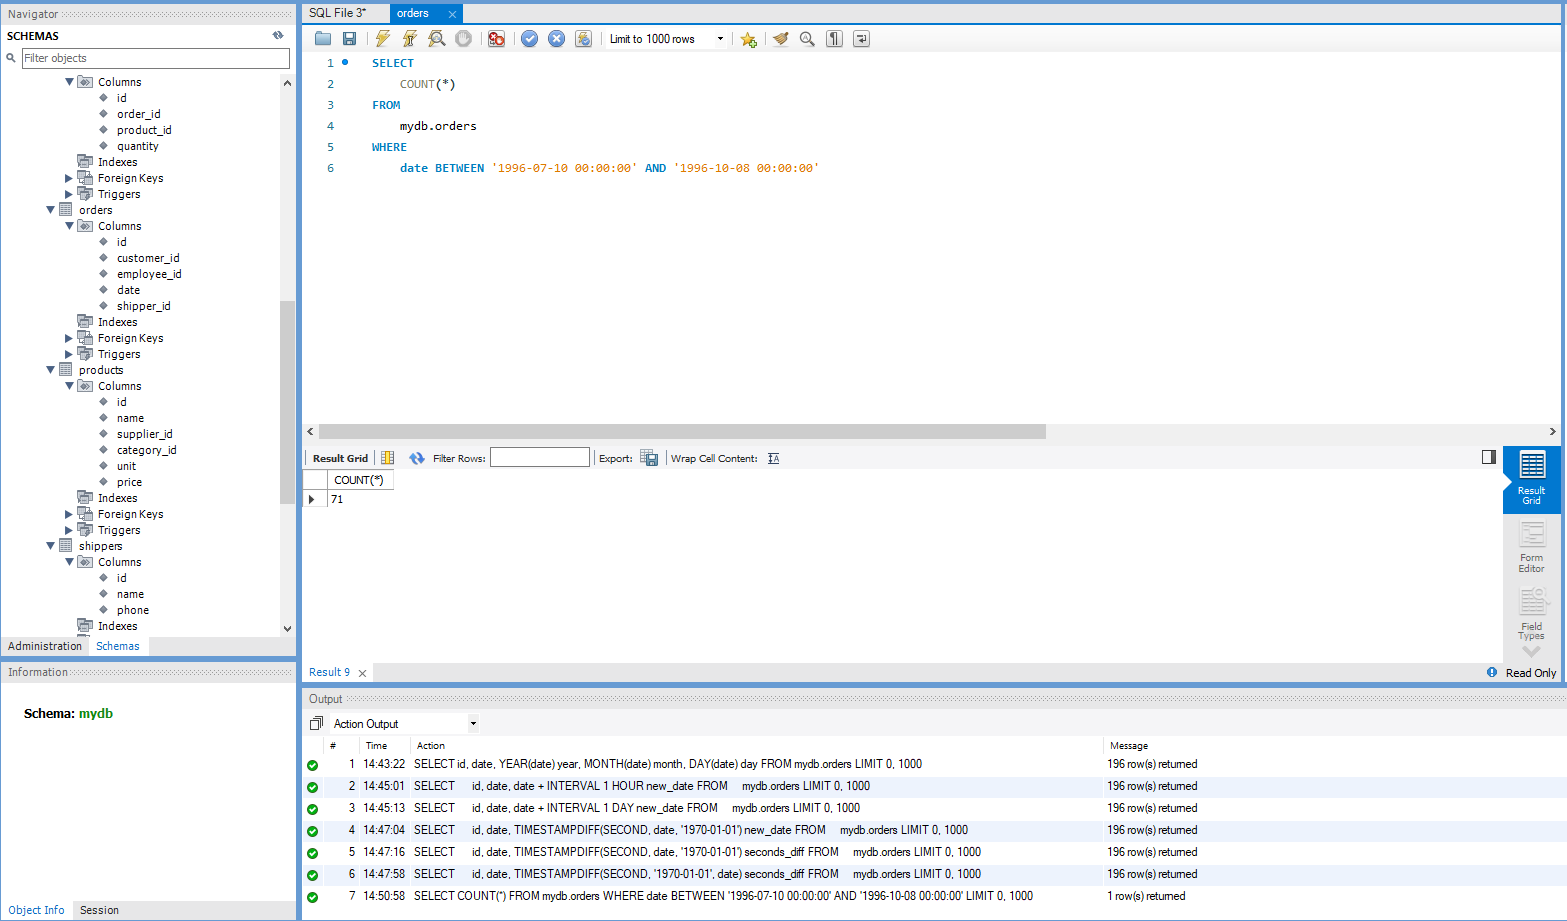 Navigator
SCHEMAS
Filter objects
Columns
id
order_id
product_id
quantity
Indexes
Foreign Keys
Triggers
orders
Columns
id
customer_id
employee_id
date
shipper_id
Indexes
Foreign Keys
Triggers
products
Columns
id
name
supplier_id
category_id
unit
price
Indexes
Foreign Keys
Triggers
shippers
Columns
id
name
phone
Indexes
Administration Schemas
Information
Schema: mydb
Object Info Session
SQL File 3* orders
Limit to 1000 rows
1 SELECT
2 COUNT(*)
3 FROM
4 mydb.orders
5 WHERE
6 date BETWEEN '1996-07-10 00:00:00' AND '1996-10-08 00:00:00'
Result Grid Filter Rows: Export: Wrap Cell Content:
COUNT(*)
71
Result Grid
Form Editor
Field Types
Result 9 Read Only
Output
Action Output
# Time Action Message
1 14:43:22 SELECT id, date, YEAR(date) year, MONTH(date) month, DAY(date) day FROM mydb.orders LIMIT 0, 1000 196 row(s) returned
2 14:45:01 SELECT id, date, date + INTERVAL 1 HOUR new_date FROM mydb.orders LIMIT 0, 1000 196 row(s) returned
3 14:45:13 SELECT id, date, date + INTERVAL 1 DAY new_date FROM mydb.orders LIMIT 0, 1000 196 row(s) returned
4 14:47:04 SELECT id, date, TIMESTAMPDIFF(SECOND, date, '1970-01-01') new_date FROM mydb.orders LIMIT 0, 1000 196 row(s) returned
5 14:47:16 SELECT id, date, TIMESTAMPDIFF(SECOND, date, '1970-01-01') seconds_diff FROM mydb.orders LIMIT 0, 1000 196 row(s) returned
6 14:47:58 SELECT id, date, TIMESTAMPDIFF(SECOND, '1970-01-01', date) seconds_diff FROM mydb.orders LIMIT 0, 1000 196 row(s) returned
7 14:50:58 SELECT COUNT(*) FROM mydb.orders WHERE date BETWEEN '1996-07-10 00:00:00' AND '1996-10-08 00:00:00' LIMIT 0, 1000 1 row(s) returned